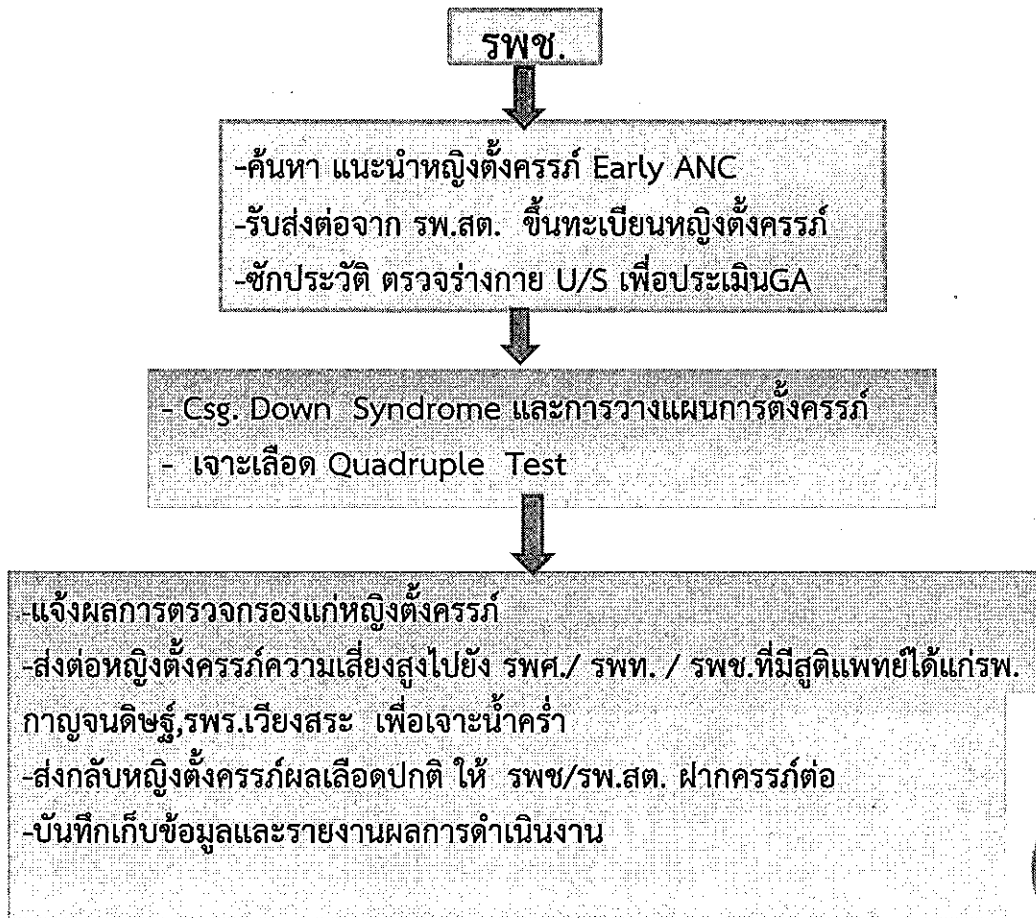 รพช.
-ค้นหา แนะนำหญิงตั้งครรภ์ Early ANC
-รับส่งต่อจาก รพ.สต. ขึ้นทะเบียนหญิงตั้งครรภ์
-ซักประวัติ ตรวจร่างกาย U/S เพื่อประเมินGA
- Csg. Down Syndrome และการวางแผนการตั้งครรภ์
- เจาะเลือด Quadruple Test
-แจ้งผลการตรวจกรองแก่หญิงตั้งครรภ์
-ส่งต่อหญิงตั้งครรภ์ความเสี่ยงสูงไปยัง รพศ./ รพท. / รพช.ที่มีสูติแพทย์ได้แก่รพ.
กาญจนดิษฐ์,รพร.เวียงสระ เพื่อเจาะน้ำคร่ำ
-ส่งกลับหญิงตั้งครรภ์ผลเลือดปกติ ให้ รพช/รพ.สต. ฝากครรภ์ต่อ
-บันทึกเก็บข้อมูลและรายงานผลการดำเนินงาน